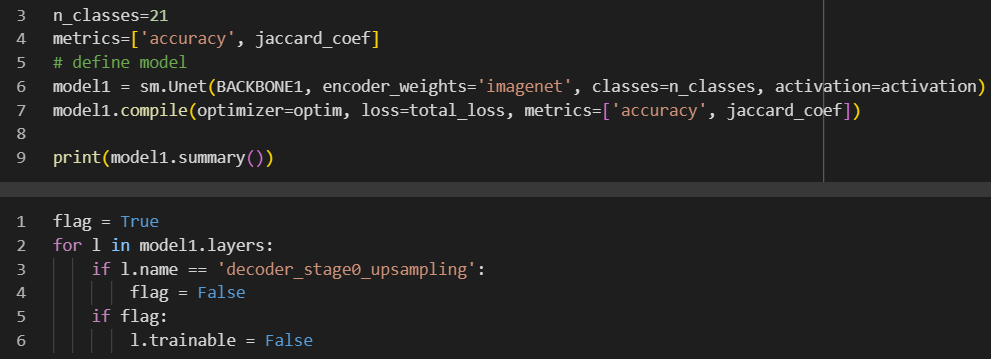 3 n_classes=21
4 metrics=['accuracy', jaccard_coef]
5 # define model
6 model1 = sm.Unet(BACKBONE1, encoder_weights='imagenet', classes=n_classes, activation=activation)
7 model1.compile(optimizer=optim, loss=total_loss, metrics=['accuracy', jaccard_coef])
8
9 print(model1.summary())
1 flag = True
2 for l in model1.layers:
3     if l.name == 'decoder_stage0_upsampling':
4         flag = False
5     if flag:
6         l.trainable = False